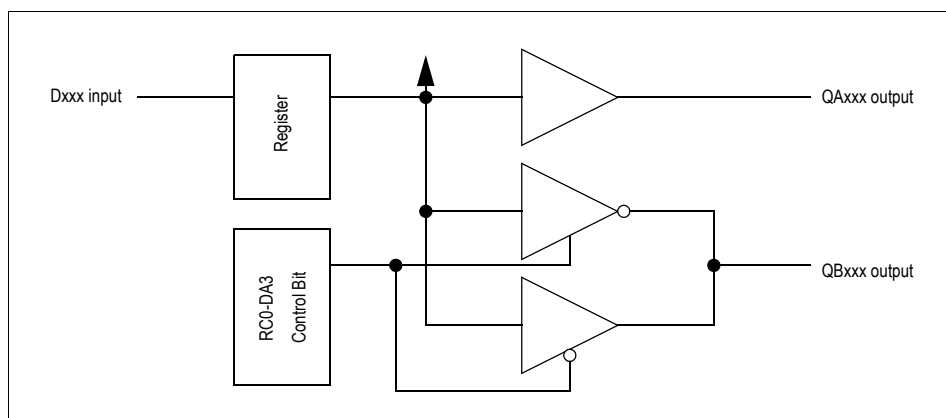 Dxxx input
Register
QAxxx output
RC0-DA3
Control Bit
QBxxx output